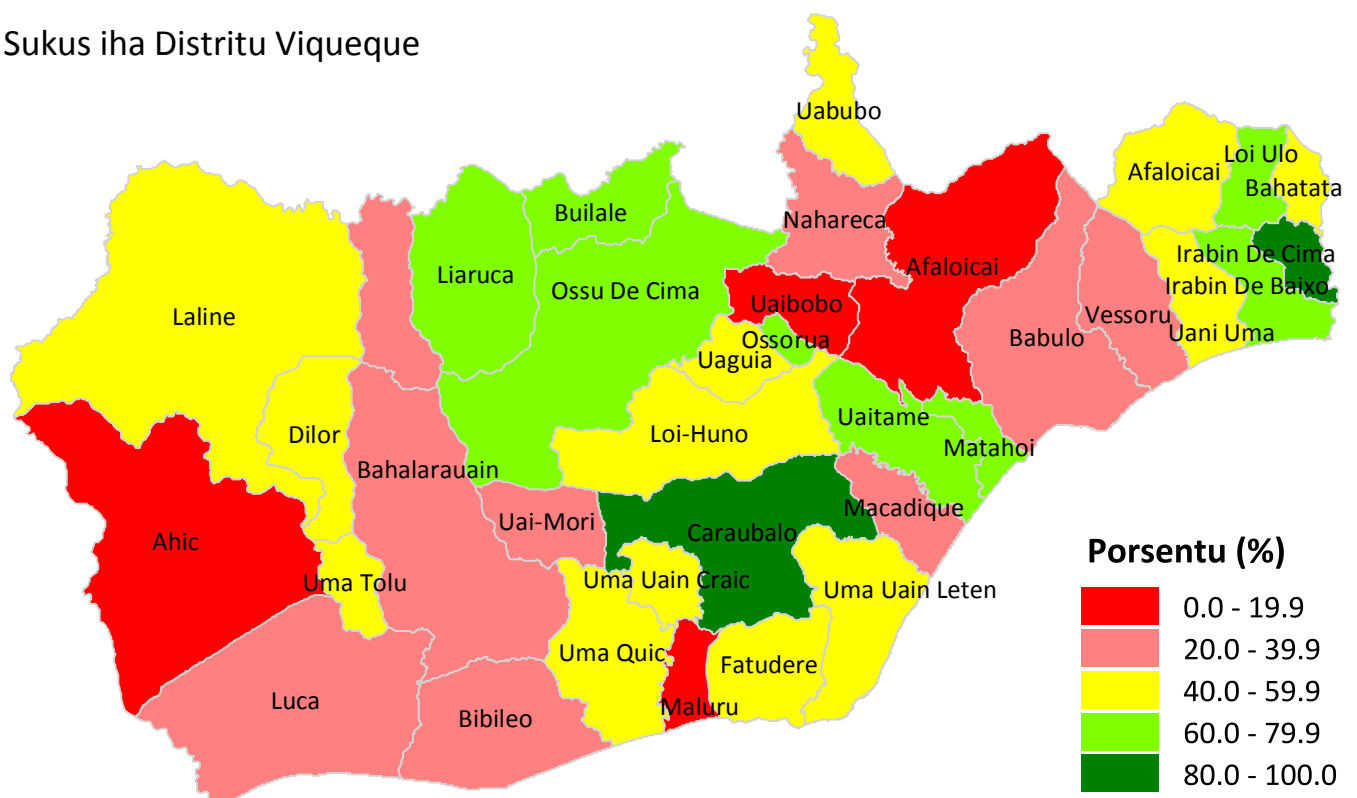 Sukus iha Distritu Viqueque
Uabubo
Loi Ulo
Afaloicai
Bahatata
Builale
Nahareca
Irabin De Cima
Liaruca
Afaloicai
Ossu De Cima
Irabin De Baixo
Uaibobo
Laline
Vessoru
Uani Uma
Ossorua
Babulo
Uaguia
Uaitame
Dilor
Loi-Huno
Matahoi
Bahalarauain
Macadique
Uai-Mori
Caraubalo
Ahic
Uma Tolu
Uma Uain Craic
Uma Uain Leten
Uma Quic
Fatudere
Luca
Maluru
Bibileo
Porsentu (%)
0.0 - 19.9
20.0 - 39.9
40.0 - 59.9
60.0 - 79.9
80.0 - 100.0